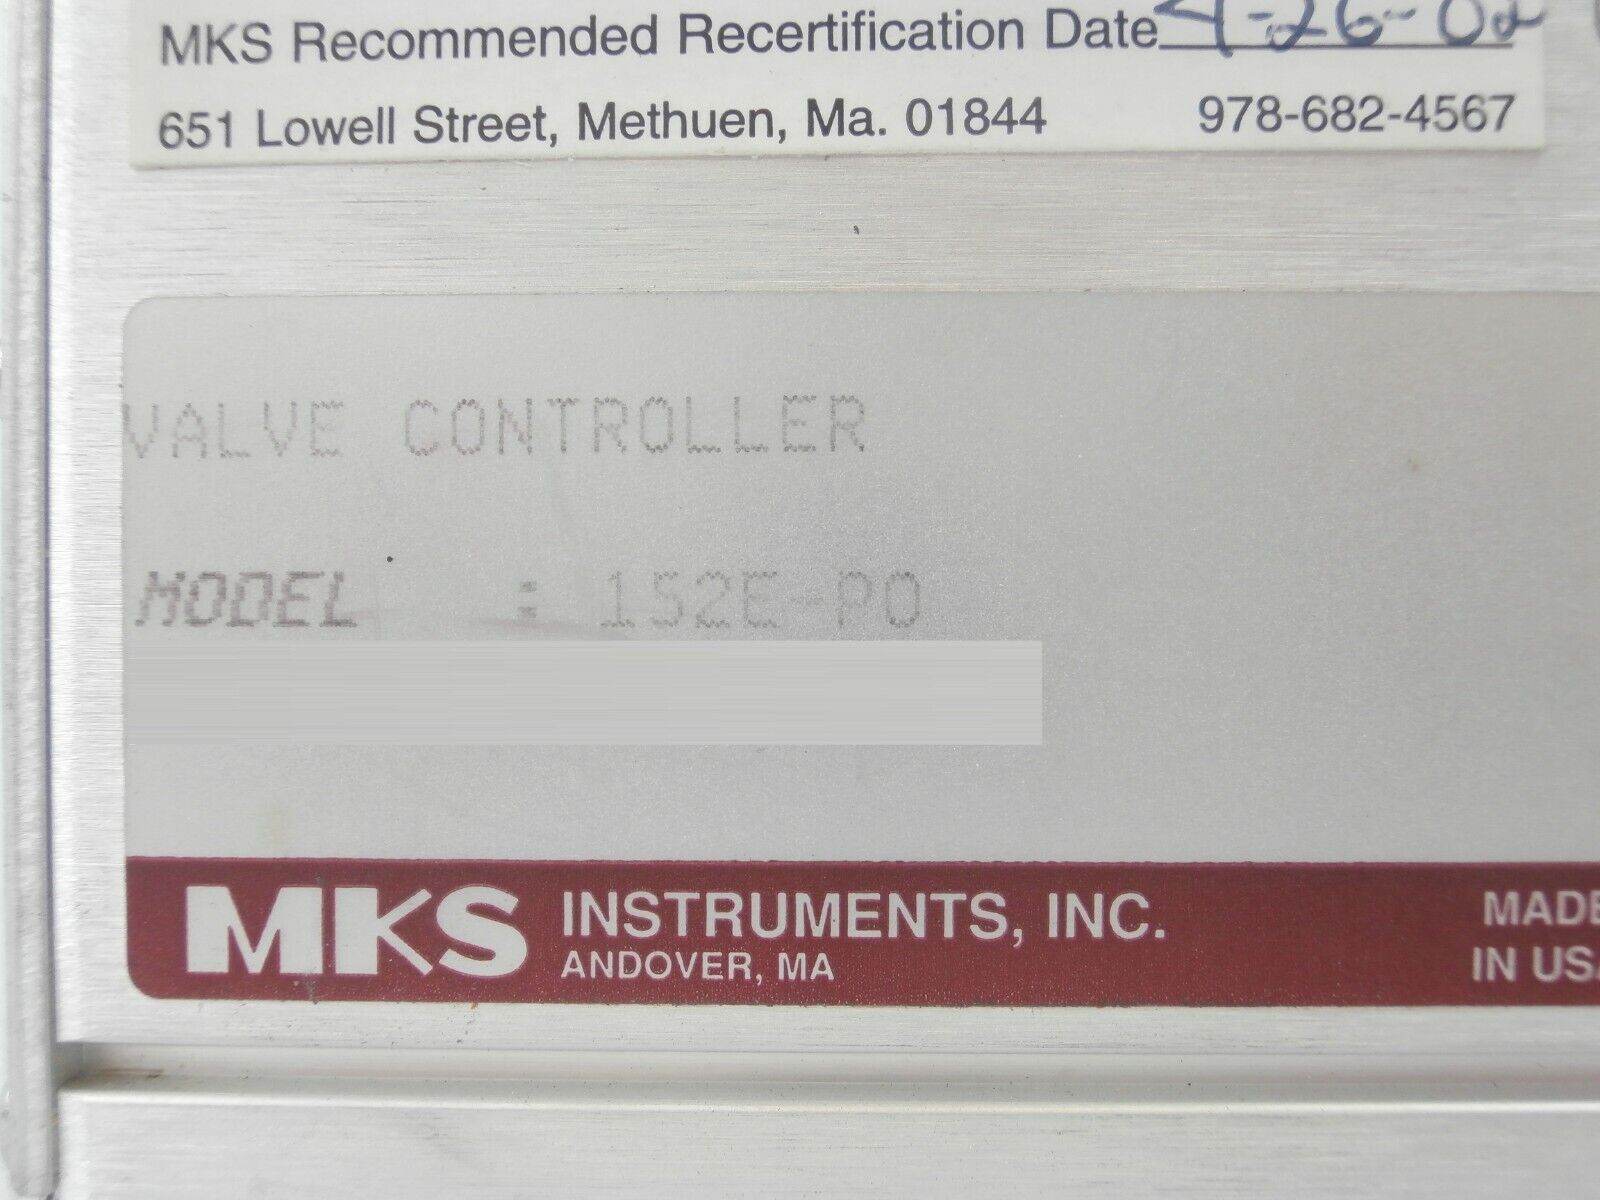 MKS Recommended Recertification Date 4-26-02
651 Lowell Street, Methuen, Ma. 01844 978-682-4567
VALVE CONTROLLER
MODEL : 152E-P0
MKS INSTRUMENTS, INC. MADE
ANDOVER, MA IN USA